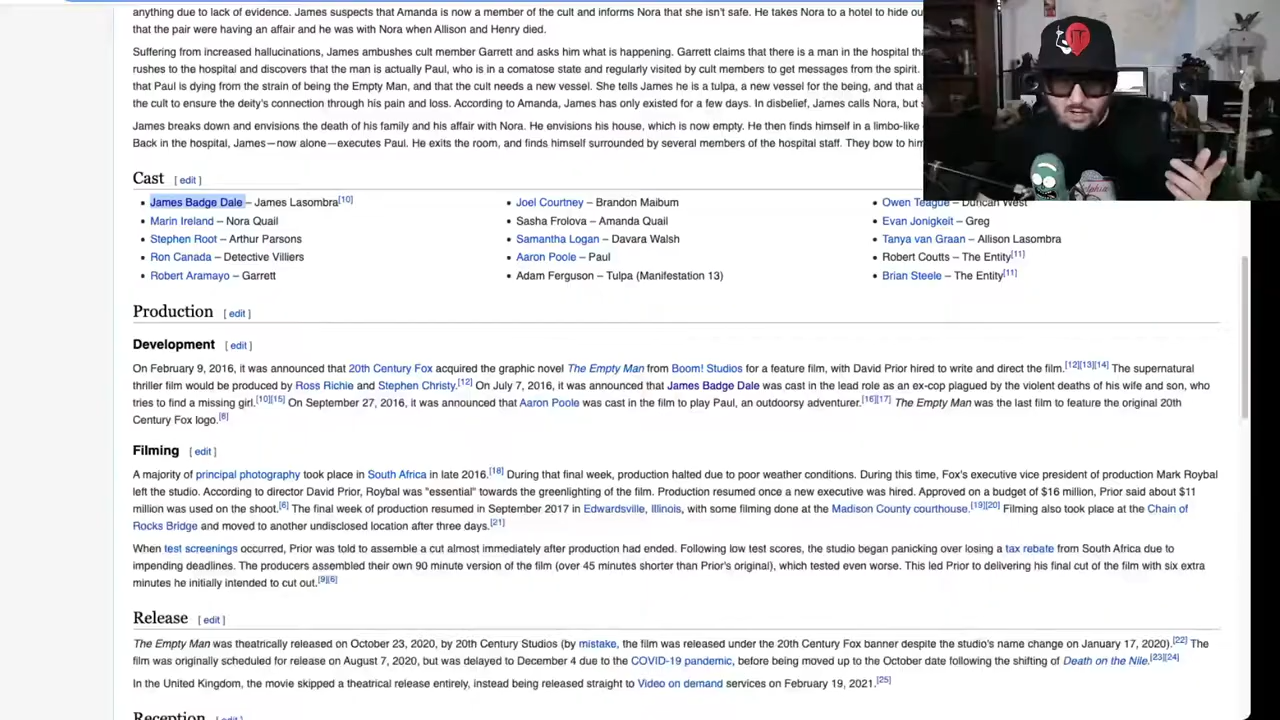 anything due to lack of evidence. James suspects that Amanda is now a member of the cult and informs Nora that she isn't safe. He takes Nora to a hotel to hide ou
that the pair were having an affair and he was with Nora when Allison and Henry died.
Suffering from increased hallucinations, James ambushes cult member Garrett and asks him what is happening. Garrett claims that there is a man in the hospital tha
rushes to the hospital and discovers that the man is actually Paul, who is in a comatose state and regularly visited by cult members to get messages from the spirit.
that Paul is dying from the strain of being the Empty Man, and that the cult needs a new vessel. She tells James he is a tulpa, a new vessel for the being, and that a
the cult to ensure the deity's connection through his pain and loss. According to Amanda, James has only existed for a few days. In disbelief, James calls Nora, but
James breaks down and envisions the death of his family and his affair with Nora. He envisions his house, which is now empty. He then finds himself in a limbo-like
Back in the hospital, James—now alone—executes Paul. He exits the room, and finds himself surrounded by several members of the hospital staff. They bow to him
Cast [ edit ]
James Badge Dale – James Lasombra[10]
Marin Ireland – Nora Quail
Stephen Root – Arthur Parsons
Ron Canada – Detective Villiers
Robert Aramayo – Garrett
Joel Courtney – Brandon Maibum
Sasha Frolova – Amanda Quail
Samantha Logan – Davara Walsh
Aaron Poole – Paul
Adam Ferguson – Tulpa (Manifestation 13)
Owen Teague – Duncan West
Evan Jonigkeit – Greg
Tanya van Graan – Allison Lasombra
Robert Coutts – The Entity[11]
Brian Steele – The Entity[11]
Production [ edit ]
Development [ edit ]
On February 9, 2016, it was announced that 20th Century Fox acquired the graphic novel The Empty Man from Boom! Studios for a feature film, with David Prior hired to write and direct the film.[12][13][14] The supernatural
thriller film would be produced by Ross Richie and Stephen Christy.[12] On July 7, 2016, it was announced that James Badge Dale was cast in the lead role as an ex-cop plagued by the violent deaths of his wife and son, who
tries to find a missing girl.[10][15] On September 27, 2016, it was announced that Aaron Poole was cast in the film to play Paul, an outdoorsy adventurer.[16][17] The Empty Man was the last film to feature the original 20th
Century Fox logo.[8]
Filming [ edit ]
A majority of principal photography took place in South Africa in late 2016.[18] During that final week, production halted due to poor weather conditions. During this time, Fox's executive vice president of production Mark Roybal
left the studio. According to director David Prior, Roybal was "essential" towards the greenlighting of the film. Production resumed once a new executive was hired. Approved on a budget of $16 million, Prior said about $11
million was used on the shoot.[6] The final week of production resumed in September 2017 in Edwardsville, Illinois, with some filming done at the Madison County courthouse.[19][20] Filming also took place at the Chain of
Rocks Bridge and moved to another undisclosed location after three days.[21]
When test screenings occurred, Prior was told to assemble a cut almost immediately after production had ended. Following low test scores, the studio began panicking over losing a tax rebate from South Africa due to
impending deadlines. The producers assembled their own 90 minute version of the film (over 45 minutes shorter than Prior's original), which tested even worse. This led Prior to delivering his final cut of the film with six extra
minutes he initially intended to cut out.[9][6]
Release [ edit ]
The Empty Man was theatrically released on October 23, 2020, by 20th Century Studios (by mistake, the film was released under the 20th Century Fox banner despite the studio's name change on January 17, 2020).[22] The
film was originally scheduled for release on August 7, 2020, but was delayed to December 4 due to the COVID-19 pandemic, before being moved up to the October date following the shifting of Death on the Nile.[23][24]
In the United Kingdom, the movie skipped a theatrical release entirely, instead being released straight to Video on demand services on February 19, 2021.[25]
Reception [ edit ]